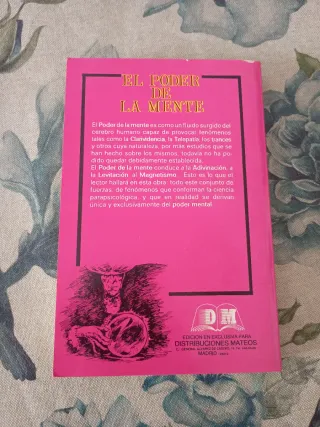 EL PODER
DE
LA MENTE
El Poder de la mente es como un fluido surgido del
cerebro humano capaz de provocar fenómenos
tales como la Clarividencia, la Telepatía, los trances
y otros cuya naturaleza, por más estudios que se
han hecho sobre los mismos, todavía no ha po-
dido quedar debidamente establecida.
El Poder de la mente conduce a la Adivinación, a
la Levitación, al Magnetismo... Esto es lo que el
lector hallará en esta obra: todo este conjunto de
fuerzas, de fenómenos que conforman la ciencia
parapsicológica, y que en realidad se derivan
única y exclusivamente del poder mental.
DM
EDICION EN EXCLUSIVA PARA
DISTRIBUCIONES MATEOS
MADRID